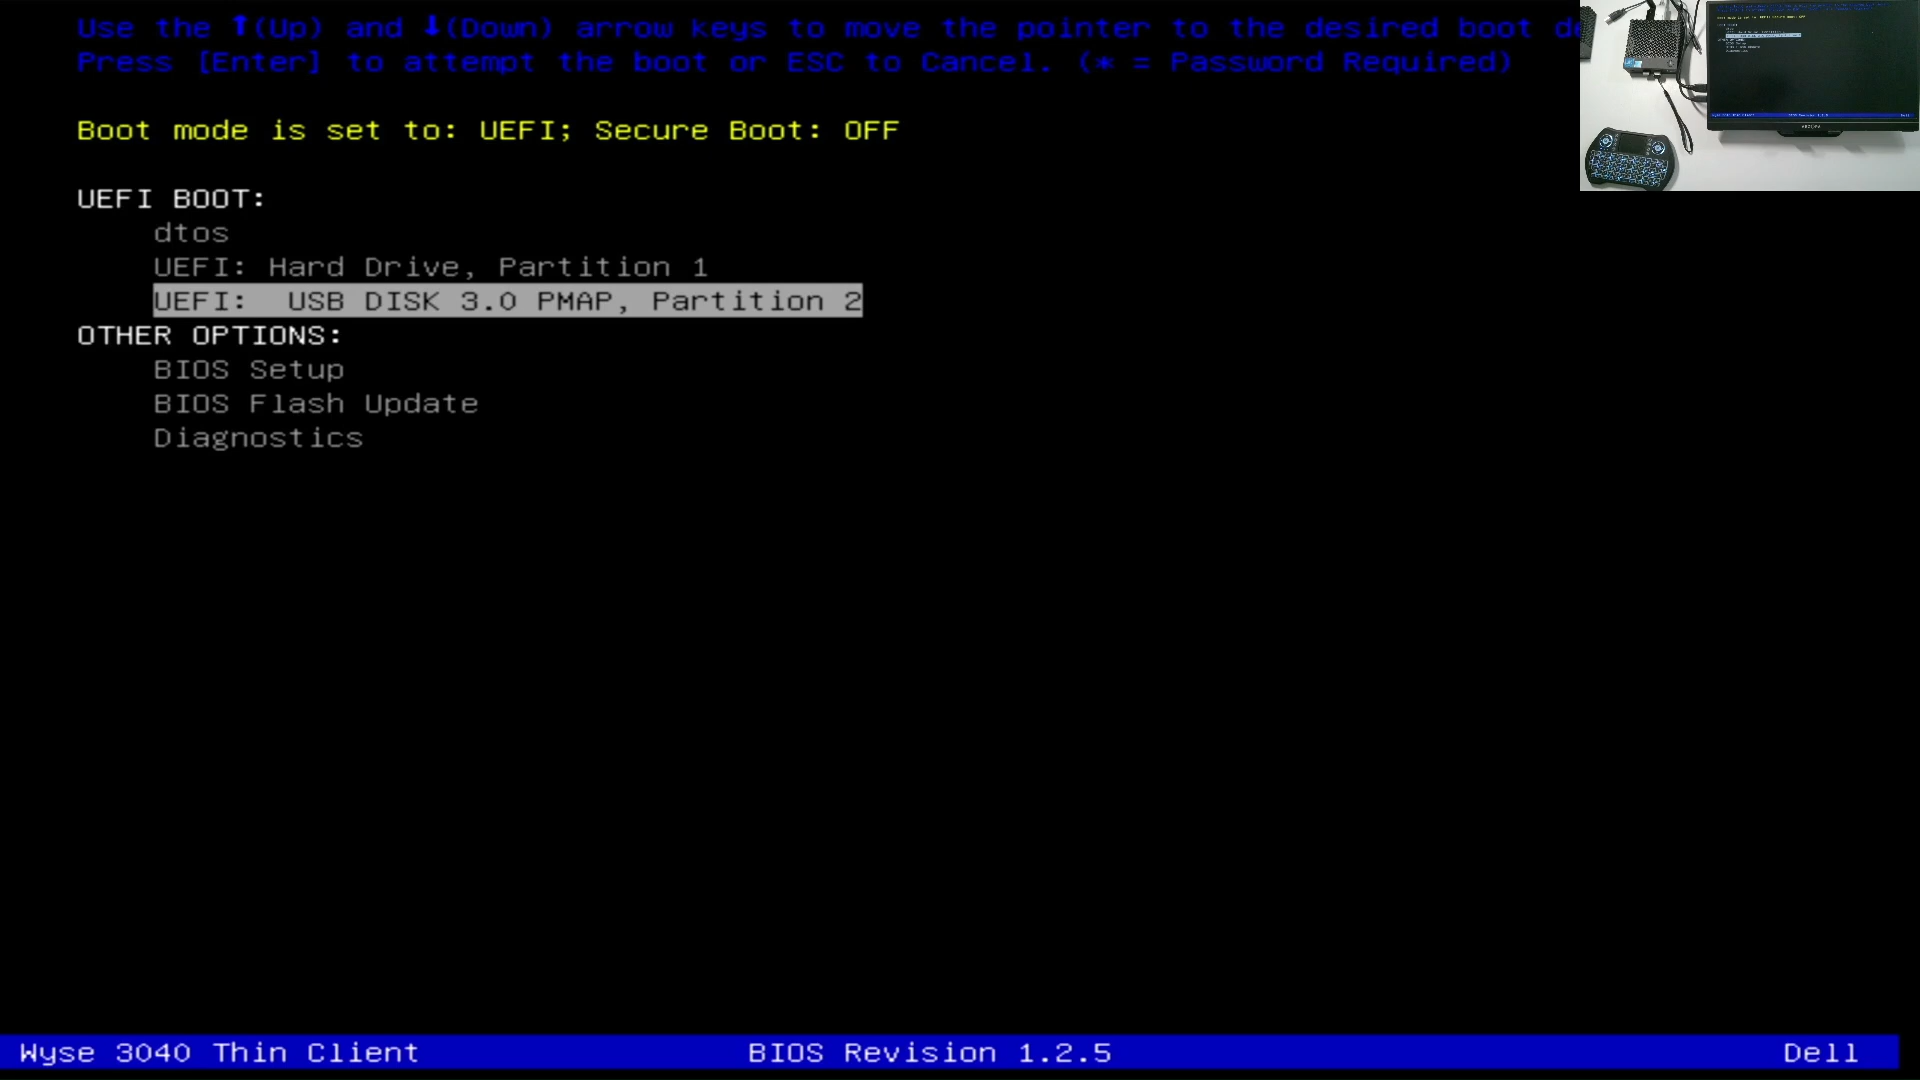 Use the ↑(Up) and ↓(Down) arrow keys to move the pointer to the desired boot de
Press [Enter] to attempt the boot or ESC to Cancel. (* = Password Required)
Boot mode is set to: UEFI; Secure Boot: OFF
UEFI BOOT:
dtos
UEFI: Hard Drive, Partition 1
UEFI:  USB DISK 3.0 PMAP, Partition 2
OTHER OPTIONS:
BIOS Setup
BIOS Flash Update
Diagnostics
Wyse 3040 Thin Client
BIOS Revision 1.2.5
Dell